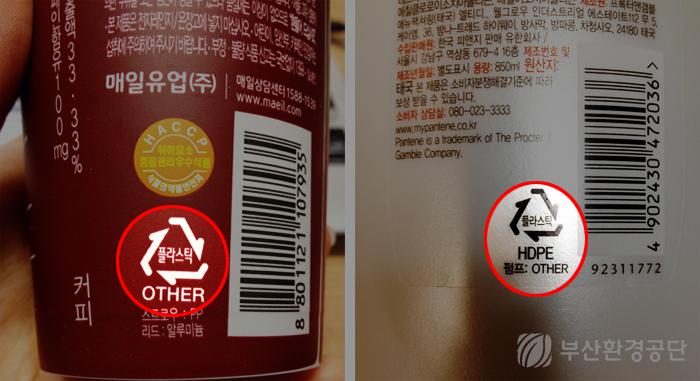 매일유업(주)
매일상담센터 1588-1539
www.maeil.com
HACCP
위해요소
중점관리우수식품
식품의약품안전처
플라스틱
OTHER
스트로우 : PP
리드 : 알루미늄
커피
8 801121 107935
수입판매원: 한국 피앤지 판매 유한회사
서울시 강남구 역삼동 679-4 16층 제조번호 및
제조년월일: 별도표시 용량: 850ml 원산지:
태국 본 제품은 소비자분쟁해결기준에 따라
보상 받을 수 있습니다.
소비자 상담실: 080-023-3333
www.mypantene.co.kr
Pantene is a trademark of The Procter &
Gamble Company.
플라스틱
HDPE
펌프: OTHER
4 902430 472036
92311772
부산환경공단